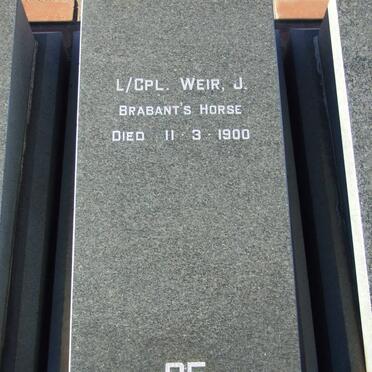 L/CPL. WEIR, J.
BRABANT'S HORSE
DIED 11·3·1900